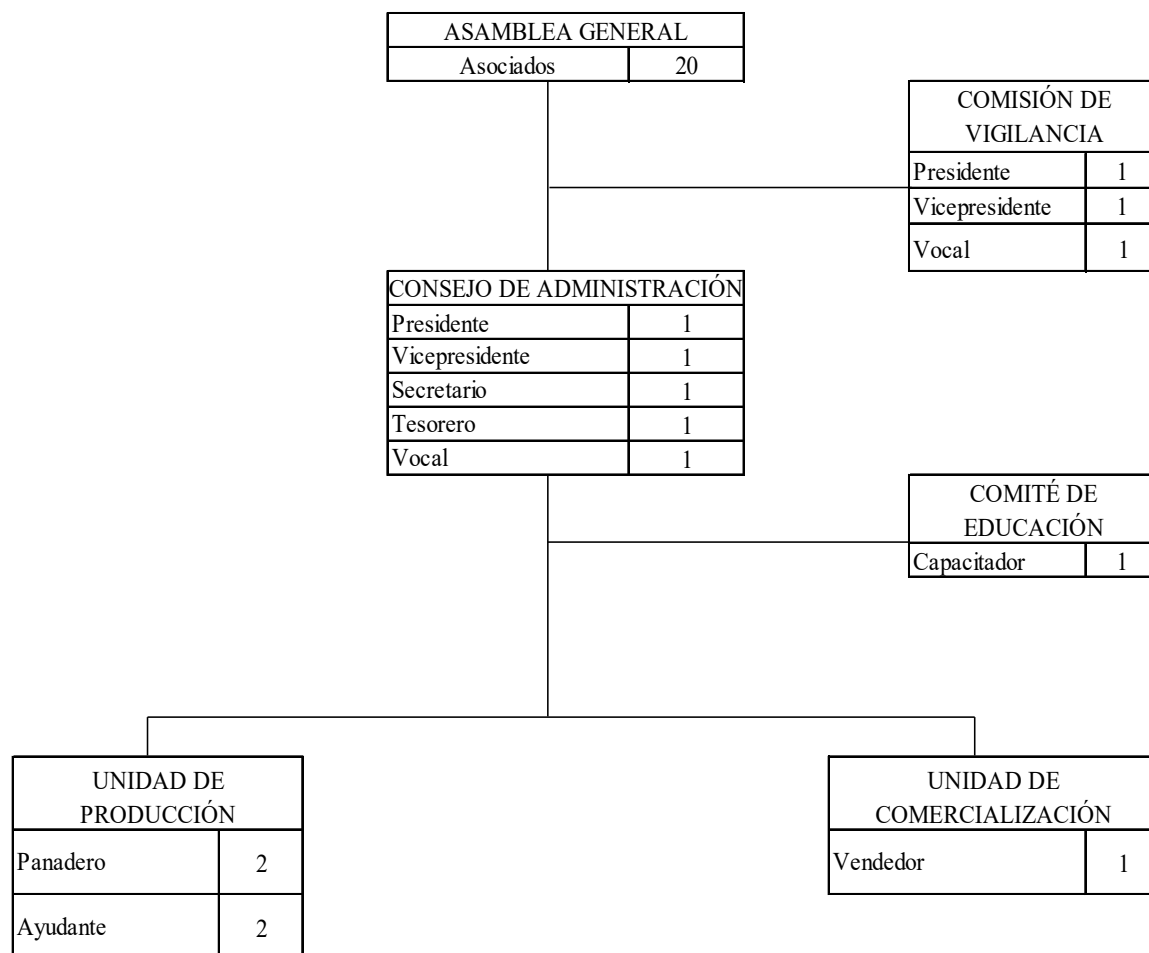 ASAMBLEA GENERAL
Asociados 20
COMISIÓN DE
VIGILANCIA
Presidente 1
Vicepresidente 1
Vocal 1
CONSEJO DE ADMINISTRACIÓN
Presidente 1
Vicepresidente 1
Secretario 1
Tesorero 1
Vocal 1
COMITÉ DE
EDUCACIÓN
Capacitador 1
UNIDAD DE
PRODUCCIÓN
Panadero 2
Ayudante 2
UNIDAD DE
COMERCIALIZACIÓN
Vendedor 1